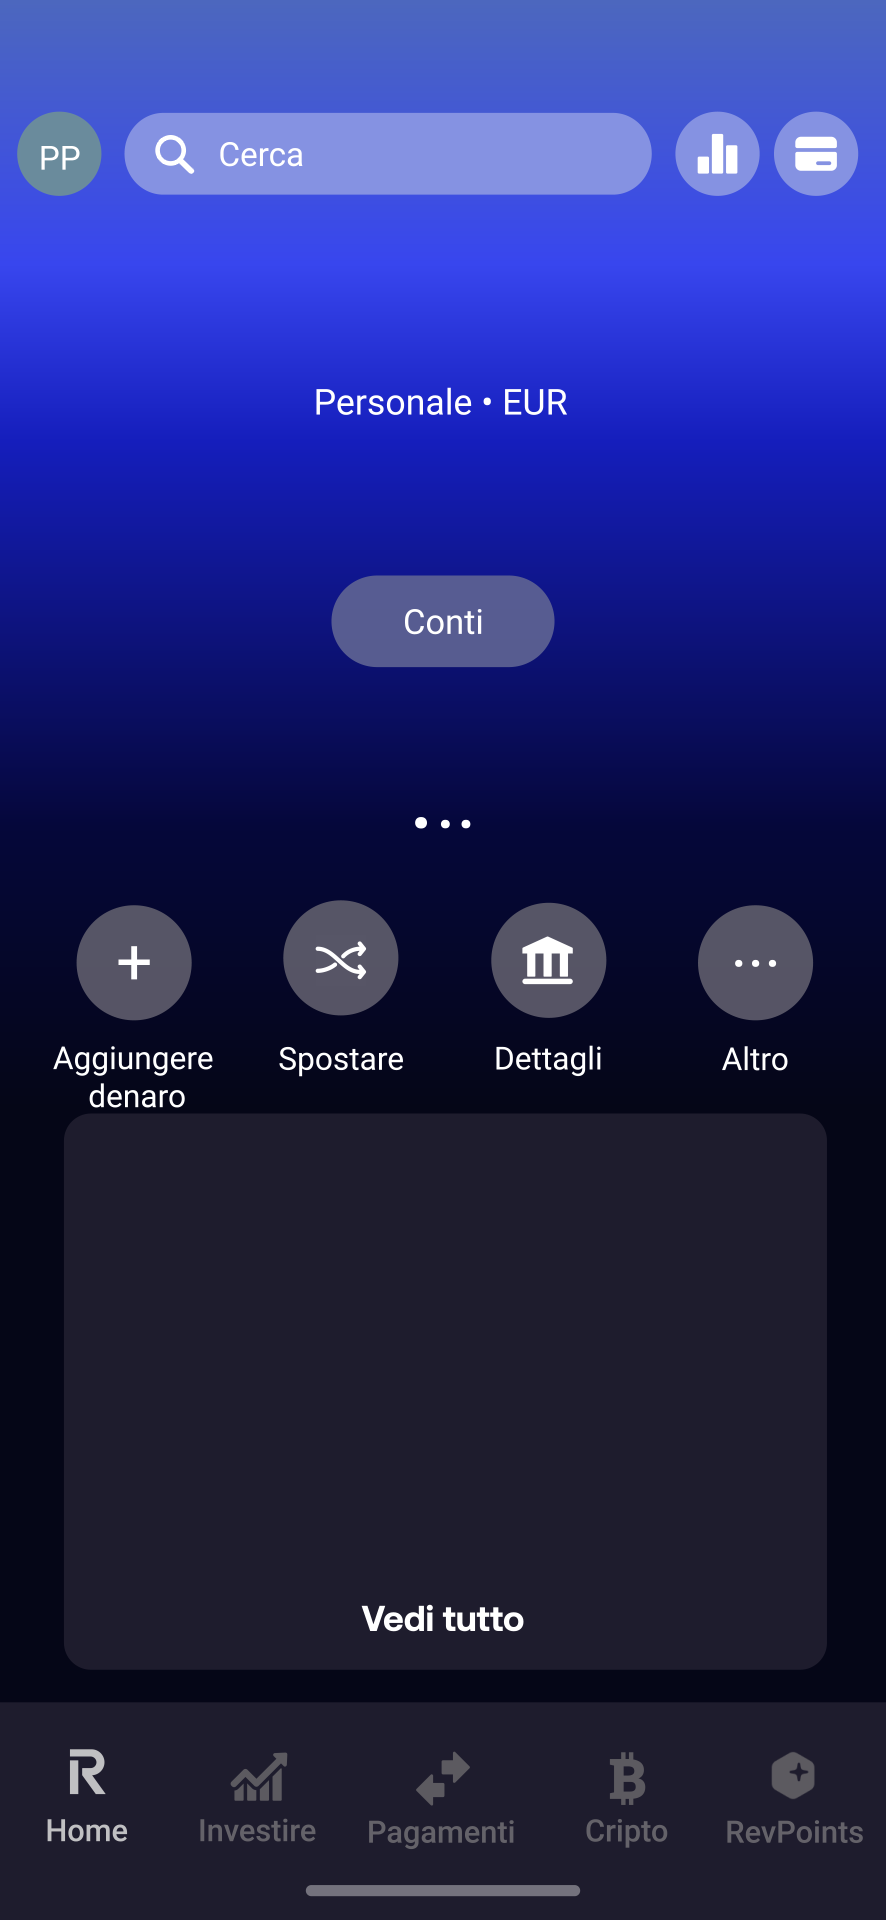 PP
Cerca
Personale • EUR
Conti
Aggiungere
denaro
Spostare
Dettagli
Altro
Vedi tutto
Home
Investire
Pagamenti
Cripto
RevPoints